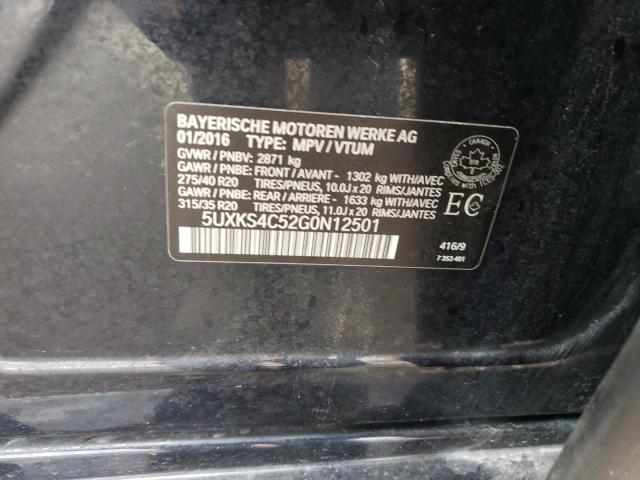 BAYERISCHE MOTOREN WERKE AG
01/2016 TYPE: MPV/VTUM
GVWR / PNBV: 2871 kg
GAWR/PNBE: FRONT / AVANT - 1302 kg WITH/AVEC
275/40 R20 TIRES/PNEUS, 10.0J x 20 RIMS/JANTES
GAWR/PNBE: REAR / ARRIERE - 1633 kg WITH/AVEC
315/35 R20 TIRES/PNEUS, 11.0J x 20 RIMS/JANTES
5UXKS4C52G0N12501
CANADA
EC
416/9
7 353 401